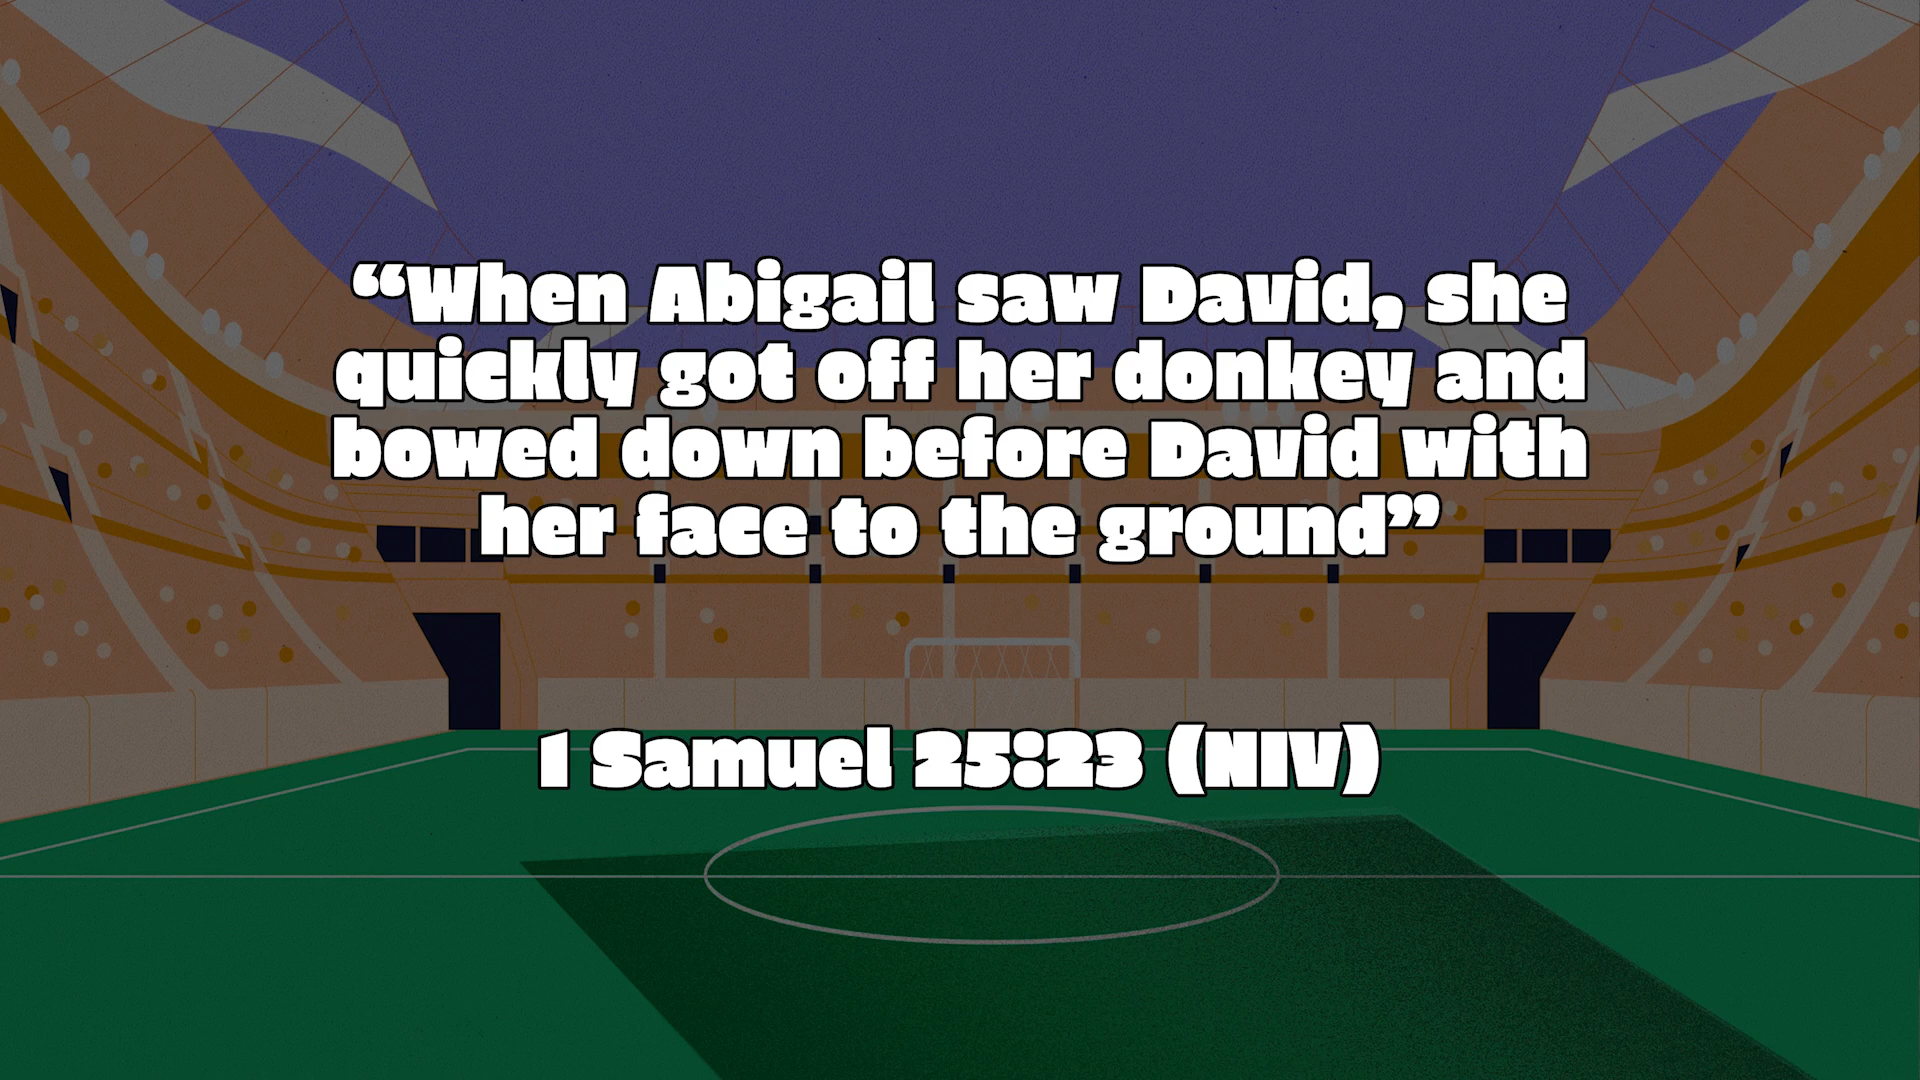 “When Abigail saw David, she
quickly got off her donkey and
bowed down before David with
her face to the ground”
1 Samuel 25:23 (NIV)